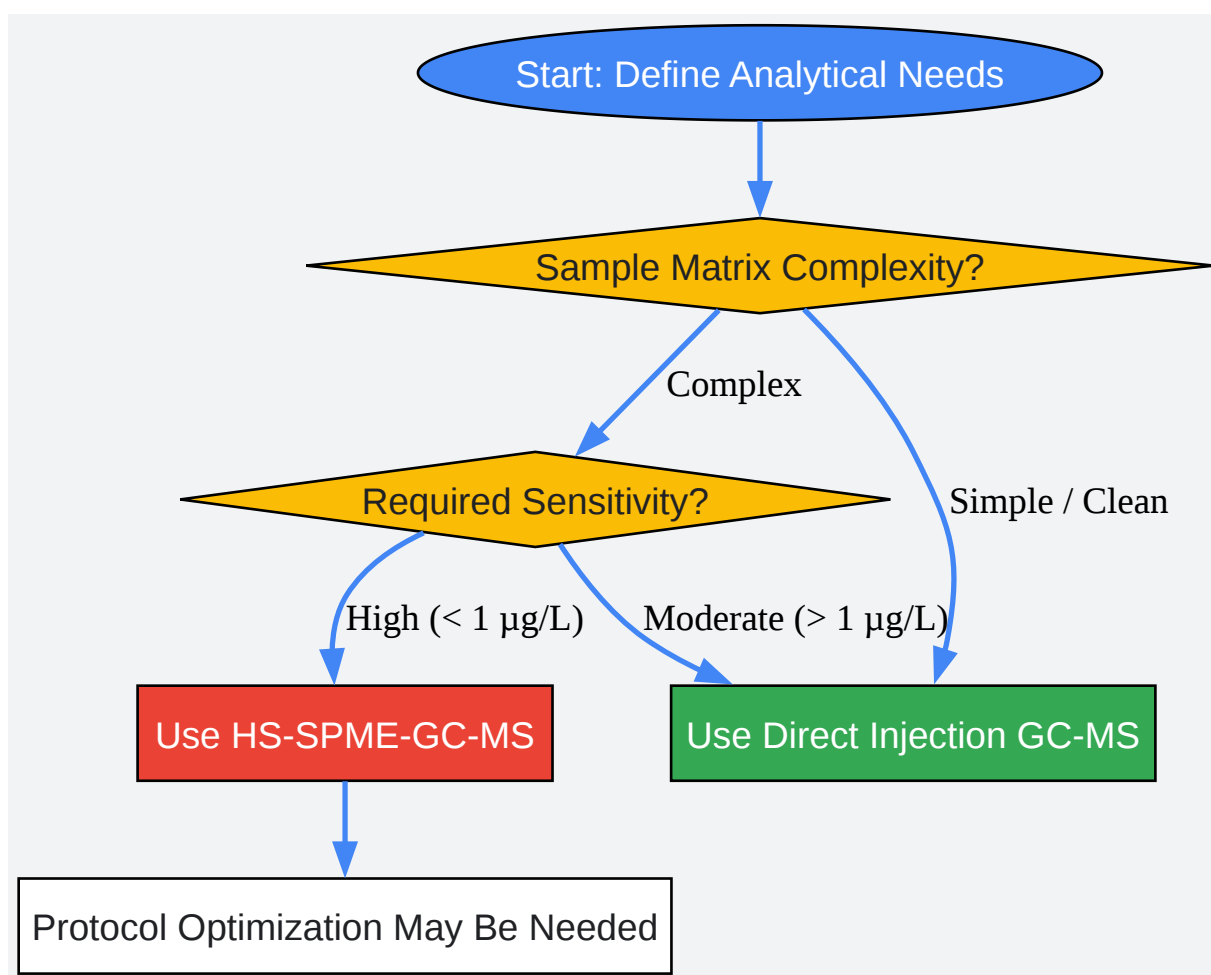 Start: Define Analytical Needs
Sample Matrix Complexity?
Complex
Required Sensitivity?
Simple / Clean
High (< 1 µg/L)
Moderate (> 1 µg/L)
Use HS-SPME-GC-MS
Use Direct Injection GC-MS
Protocol Optimization May Be Needed